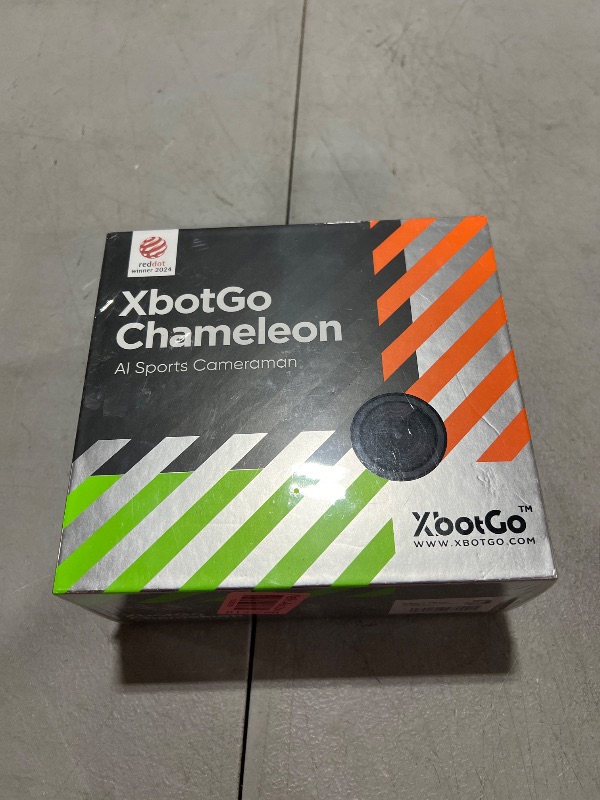 reddot
winner 2024
XbotGo
Chameleon
AI Sports Cameraman
XbotGo™
WWW.XBOTGO.COM